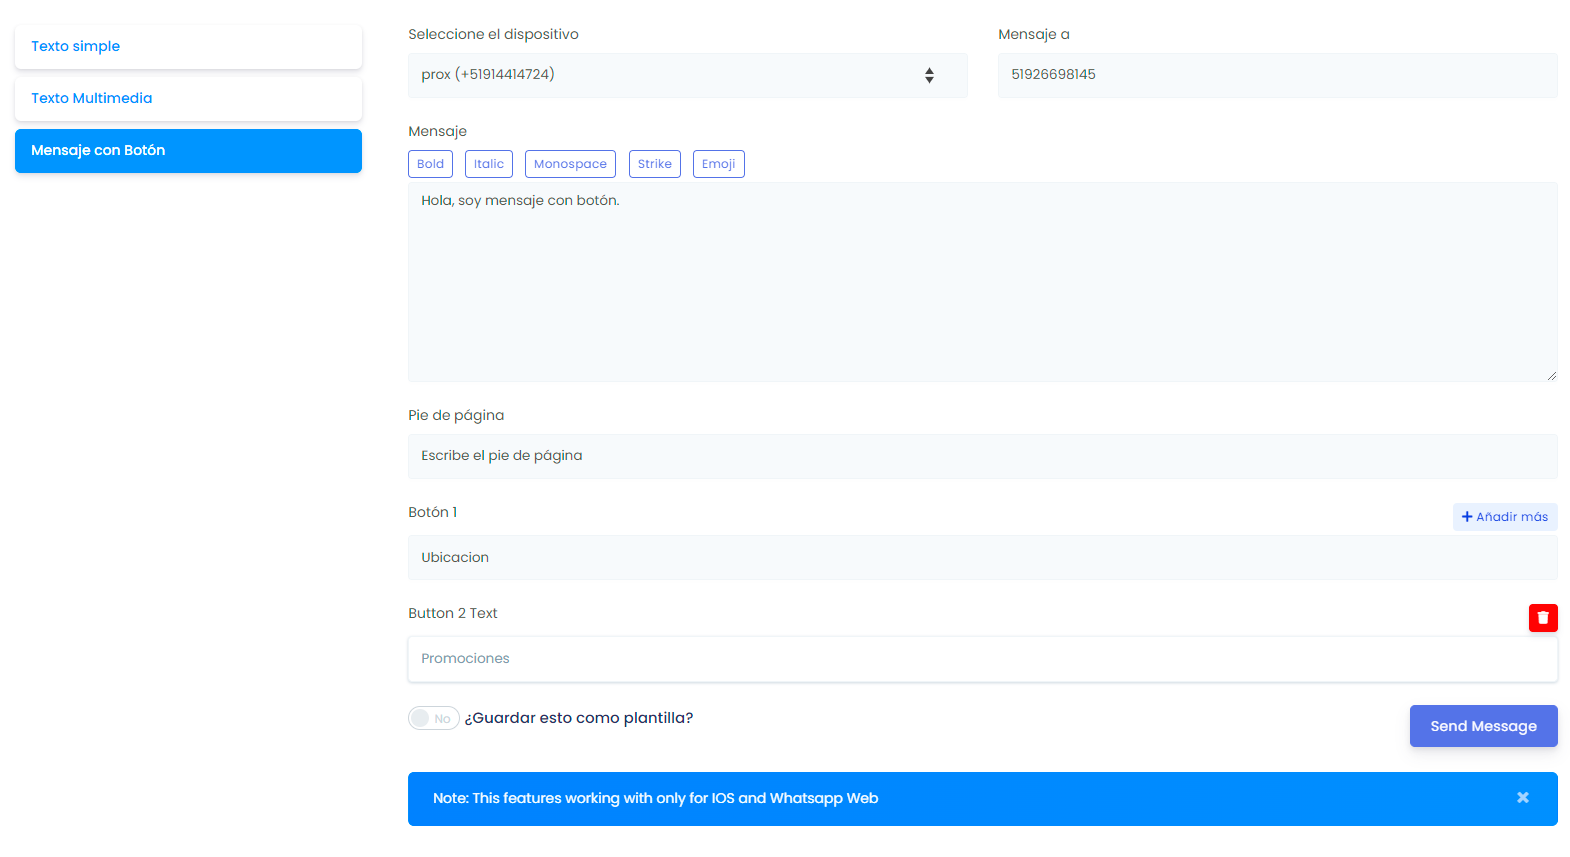 Texto simple
Texto Multimedia
Mensaje con Botón
Seleccione el dispositivo
prox (+51914414724)
Mensaje a
51926698145
Mensaje
Bold Italic Monospace Strike Emoji
Hola, soy mensaje con botón.
Pie de página
Escribe el pie de página
Botón 1
+ Añadir más
Ubicacion
Button 2 Text
Promociones
No ¿Guardar esto como plantilla?
Send Message
Note: This features working with only for IOS and Whatsapp Web